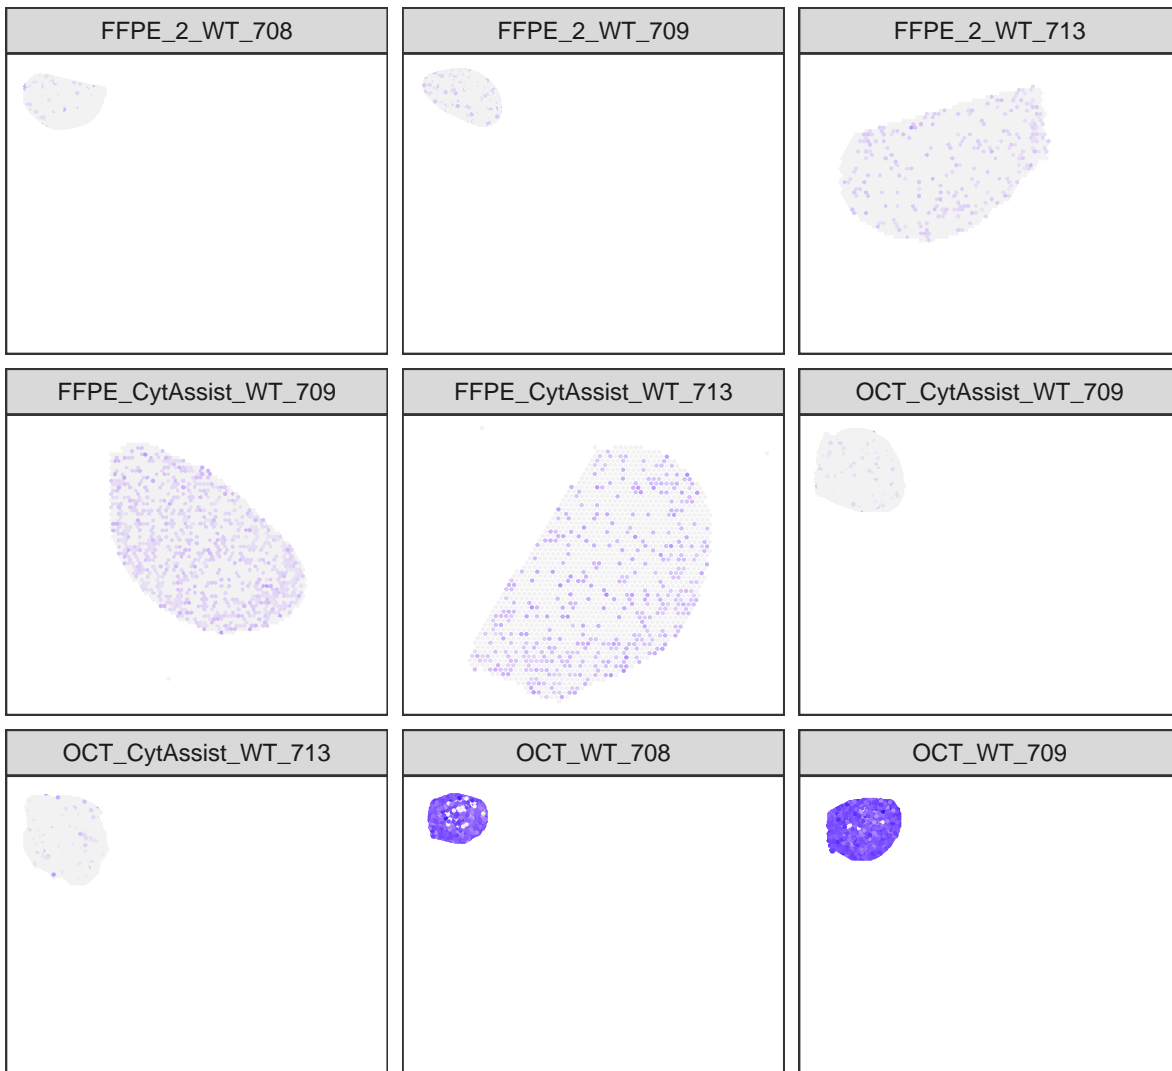 FFPE_2_WT_708
FFPE_2_WT_709
FFPE_2_WT_713
FFPE_CytAssist_WT_709
FFPE_CytAssist_WT_713
OCT_CytAssist_WT_709
OCT_CytAssist_WT_713
OCT_WT_708
OCT_WT_709